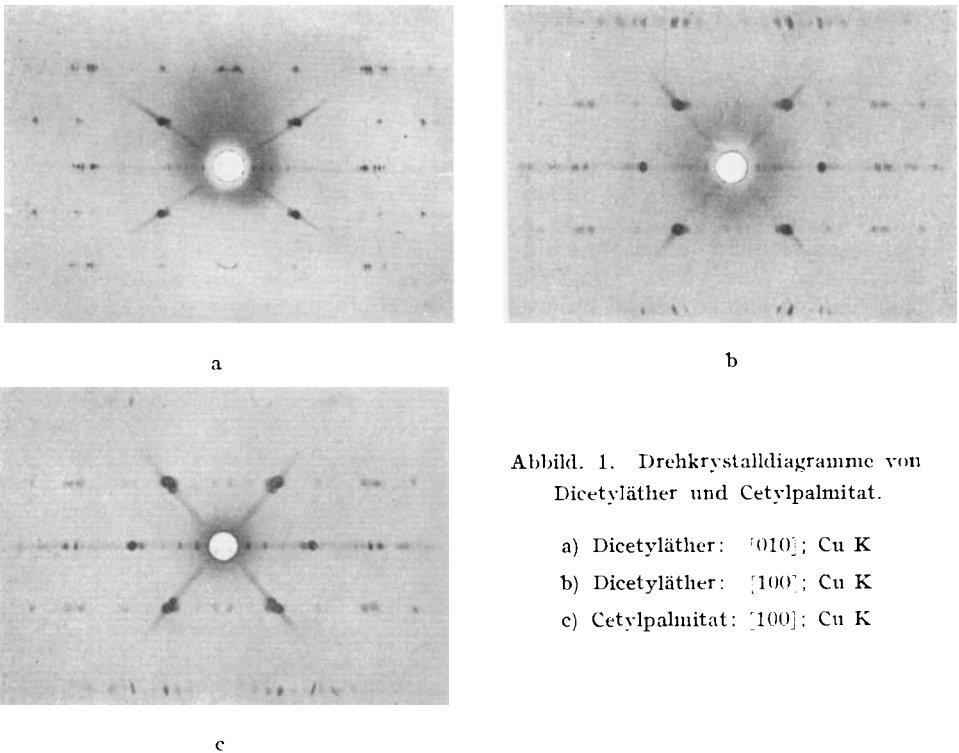 a
b
c
Abbild. 1. Drehkrystalldiagramme von
Dicetyläther und Cetylpalmitat.
a) Dicetyläther: [010]; Cu K
b) Dicetyläther: [100]; Cu K
c) Cetylpalmitat: [100]; Cu K